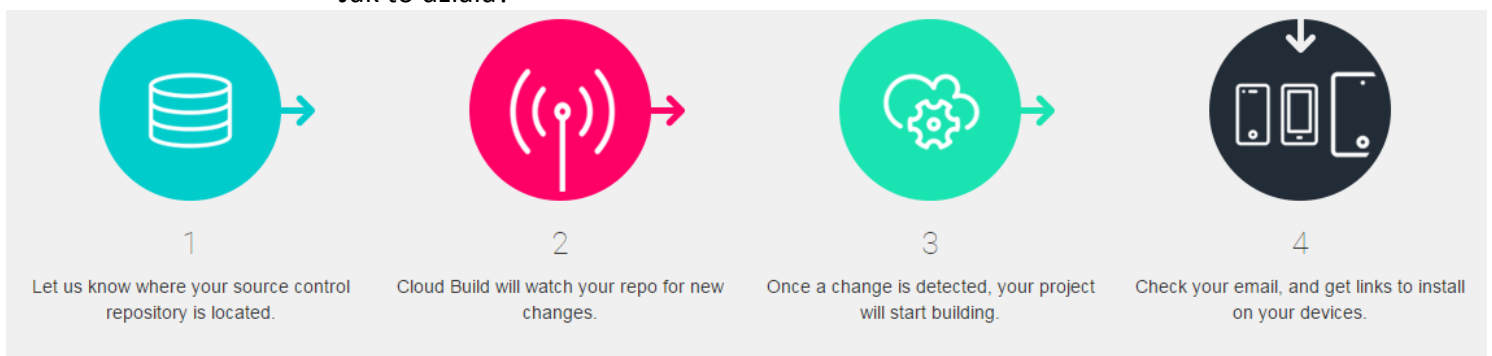 1
Let us know where your source control
repository is located.
2
Cloud Build will watch your repo for new
changes.
3
Once a change is detected, your project
will start building.
4
Check your email, and get links to install
on your devices.